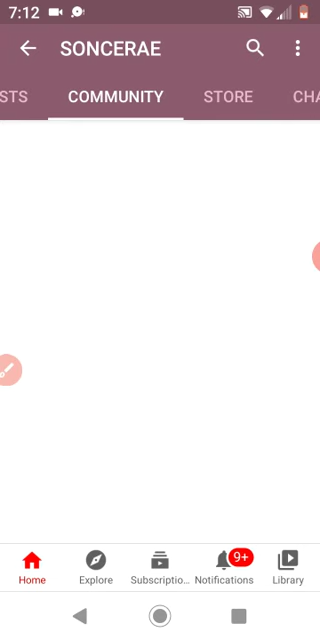 7:12
SONCERAE
STS COMMUNITY STORE CHA
9+
Home Explore Subscriptio... Notifications Library